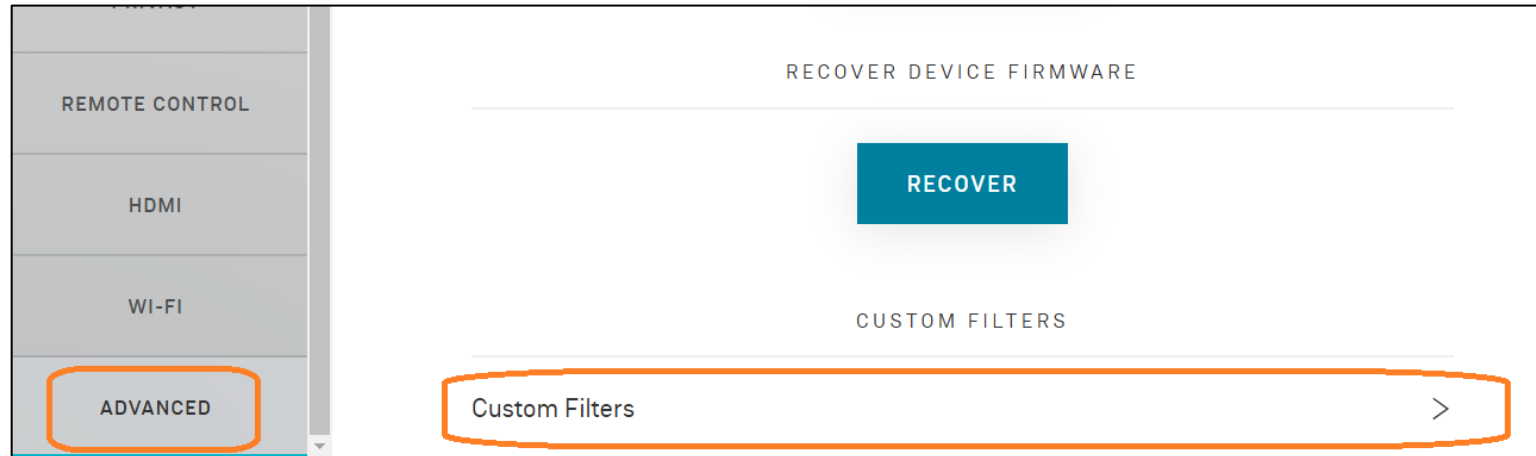 REMOTE CONTROL
HDMI
WI-FI
ADVANCED
RECOVER DEVICE FIRMWARE
RECOVER
CUSTOM FILTERS
Custom Filters